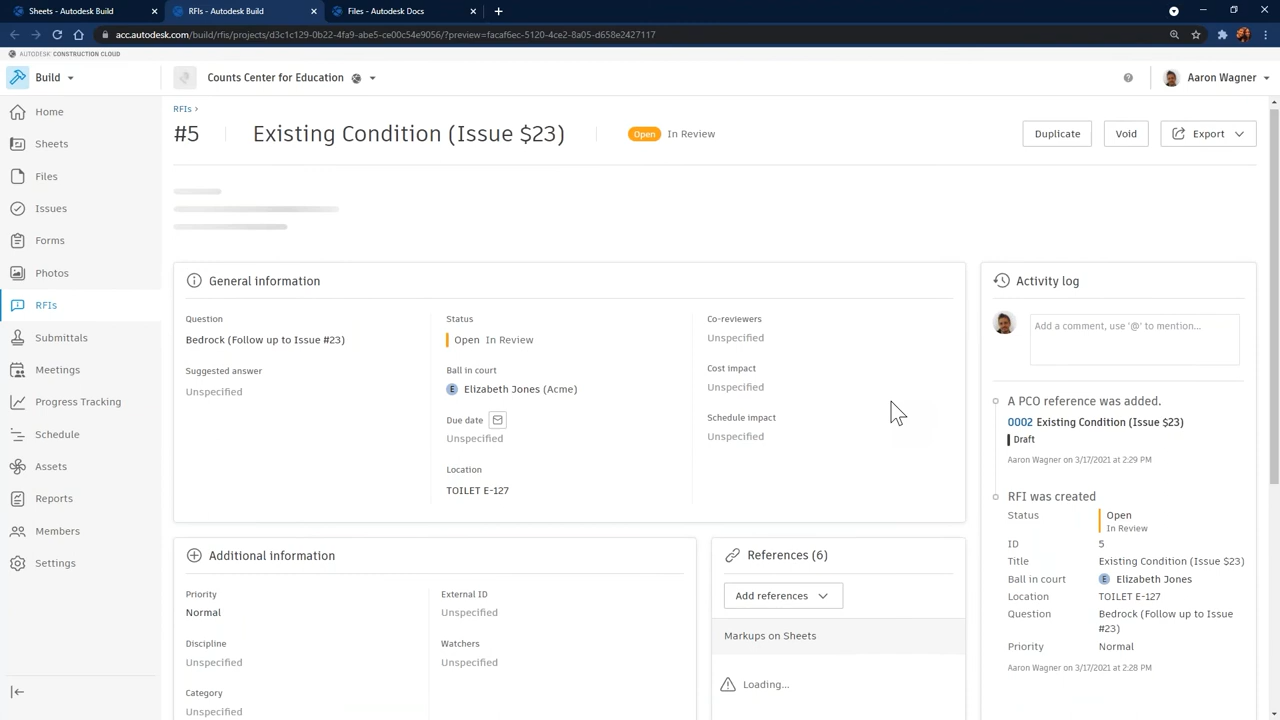 Sheets - Autodesk Build
RFIs - Autodesk Build
Files - Autodesk Docs
acc.autodesk.com/build/rfis/projects/d3c1c129-0b22-4fa9-abe5-ce00c54e9056/?preview=facaf6ec-5120-4ce2-8a05-d658e2427117
AUTODESK CONSTRUCTION CLOUD
Build
Counts Center for Education
Aaron Wagner
Home
Sheets
Files
Issues
Forms
Photos
RFIs
Submittals
Meetings
Progress Tracking
Schedule
Assets
Reports
Members
Settings
RFIs >
#5
Existing Condition (Issue $23)
Open In Review
Duplicate
Void
Export
General information
Question
Bedrock (Follow up to Issue #23)
Suggested answer
Unspecified
Status
Open In Review
Ball in court
E Elizabeth Jones (Acme)
Due date
Unspecified
Location
TOILET E-127
Co-reviewers
Unspecified
Cost impact
Unspecified
Schedule impact
Unspecified
Additional information
Priority
Normal
Discipline
Unspecified
Category
Unspecified
External ID
Unspecified
Watchers
Unspecified
References (6)
Add references
Markups on Sheets
Loading...
Activity log
Add a comment, use '@' to mention...
A PCO reference was added.
0002 Existing Condition (Issue $23)
Draft
Aaron Wagner on 3/17/2021 at 2:29 PM
RFI was created
Status Open
In Review
ID 5
Title Existing Condition (Issue $23)
Ball in court E Elizabeth Jones
Location TOILET E-127
Question Bedrock (Follow up to Issue
#23)
Priority Normal
Aaron Wagner on 3/17/2021 at 2:28 PM